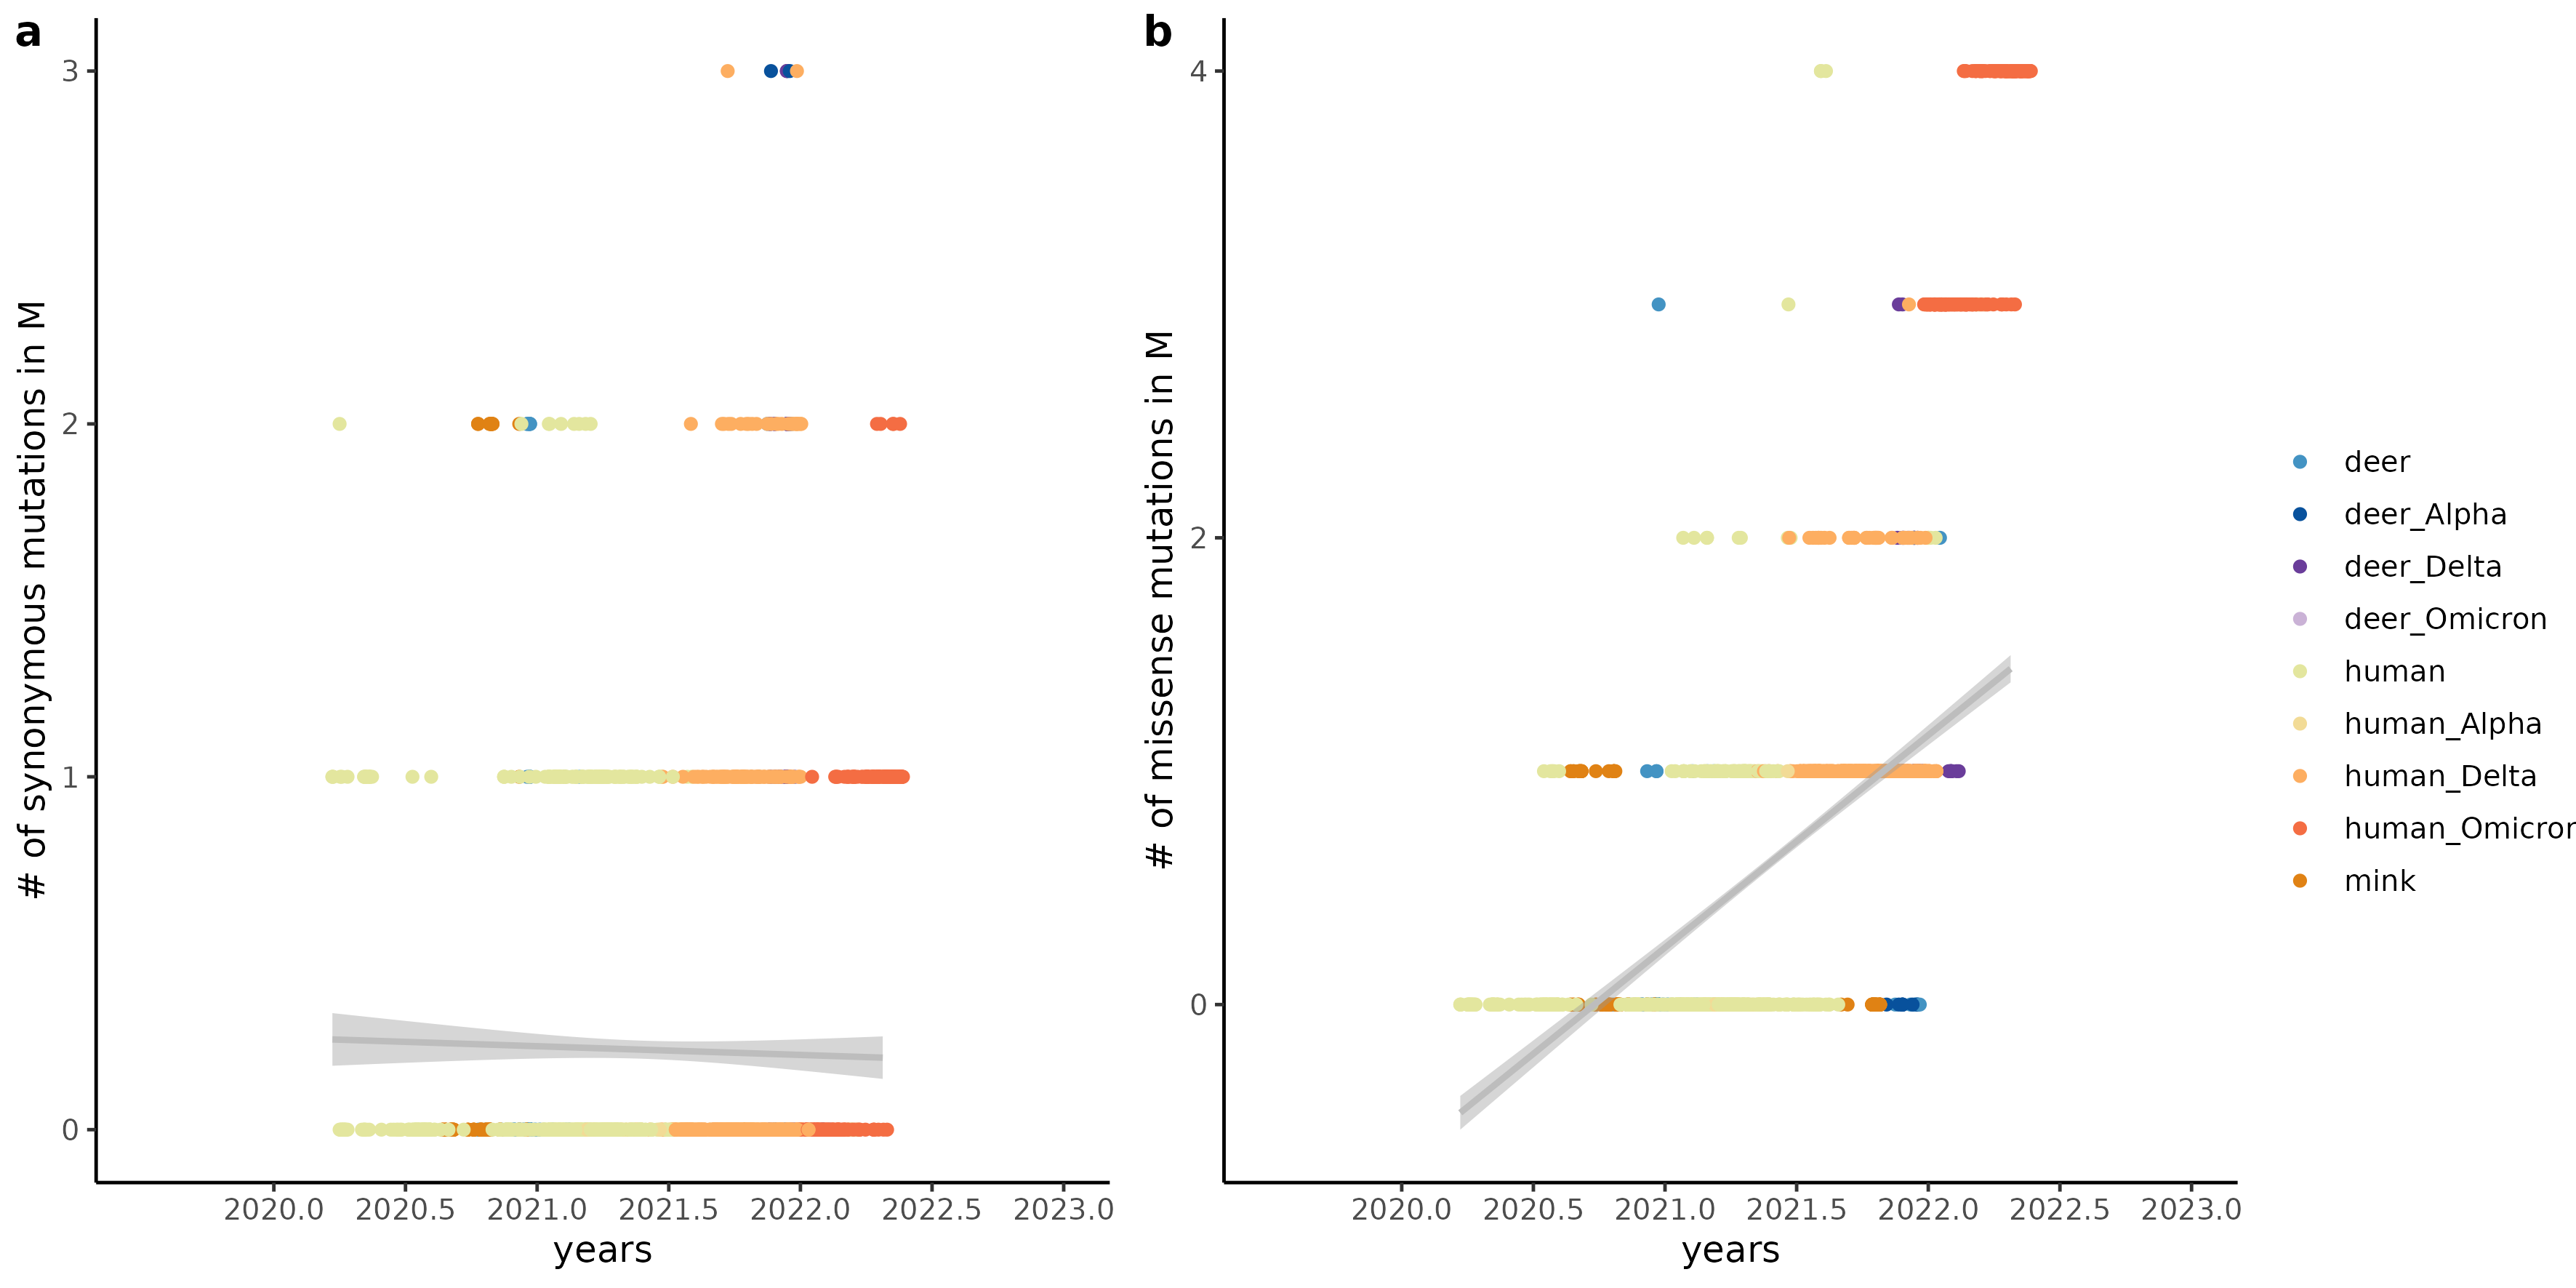 a
# of synonymous mutations in M
3
2
1
0
2020.0 2020.5 2021.0 2021.5 2022.0 2022.5 2023.0
years
b
# of missense mutations in M
4
2
0
2020.0 2020.5 2021.0 2021.5 2022.0 2022.5 2023.0
years
deer
deer_Alpha
deer_Delta
deer_Omicron
human
human_Alpha
human_Delta
human_Omicron
mink